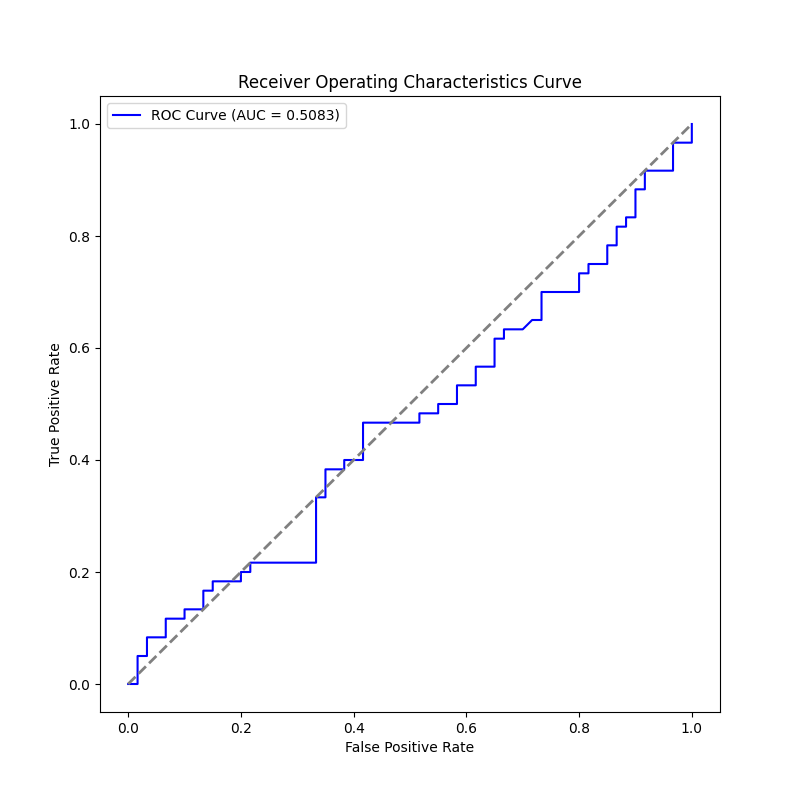 Receiver Operating Characteristics Curve
ROC Curve (AUC = 0.5083)
1.0
0.8
0.6
0.4
0.2
0.0
True Positive Rate
0.0 0.2 0.4 0.6 0.8 1.0
False Positive Rate